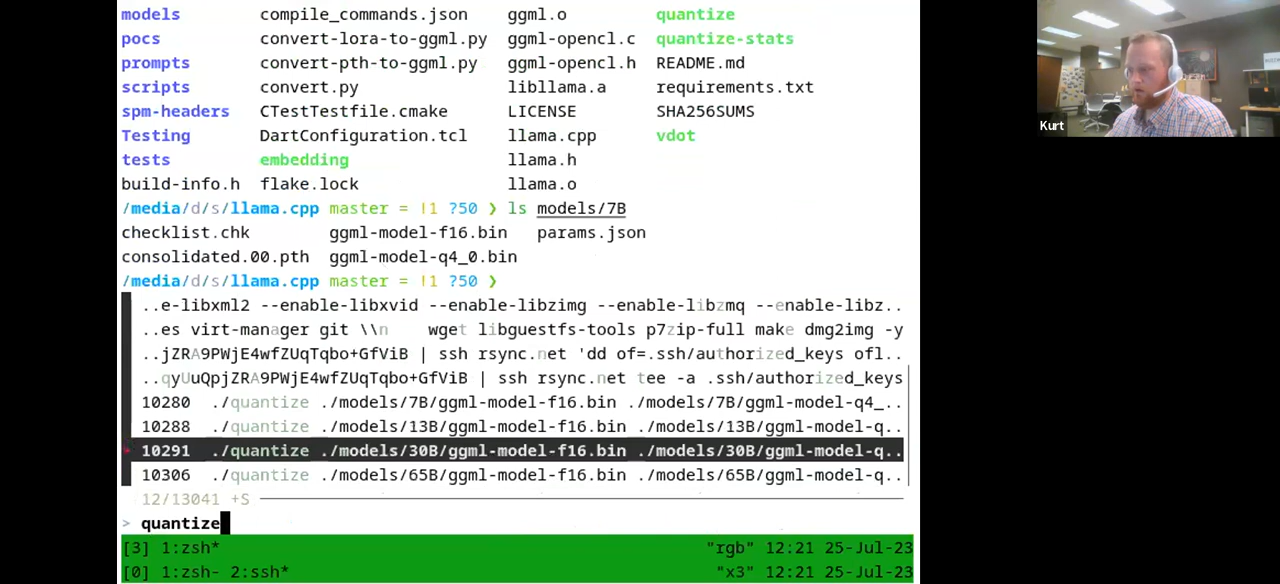 models compile_commands.json ggml.o quantize
pocs convert-lora-to-ggml.py ggml-opencl.c quantize-stats
prompts convert-pth-to-ggml.py ggml-opencl.h README.md
scripts convert.py libllama.a requirements.txt
spm-headers CTestTestfile.cmake LICENSE SHA256SUMS
Testing DartConfiguration.tcl llama.cpp vdot
tests embedding llama.h
build-info.h flake.lock llama.o
/media/d/s/llama.cpp master = !1 ?50 ❯ ls models/7B
checklist.chk ggml-model-f16.bin params.json
consolidated.00.pth ggml-model-q4_0.bin
/media/d/s/llama.cpp master = !1 ?50 ❯
..e-libxml2 --enable-libxvid --enable-libzimg --enable-libzmq --enable-libz..
..es virt-manager git \\n wget libguestfs-tools p7zip-full make dmg2img -y
..jZRA9PWjE4wfZUqTqbo+GfViB | ssh rsync.net 'dd of=.ssh/authorized_keys ofl..
..qyUuQpjZRA9PWjE4wfZUqTqbo+GfViB | ssh rsync.net tee -a .ssh/authorized_keys
10280 ./quantize ./models/7B/ggml-model-f16.bin ./models/7B/ggml-model-q4_..
10288 ./quantize ./models/13B/ggml-model-f16.bin ./models/13B/ggml-model-q..
10291 ./quantize ./models/30B/ggml-model-f16.bin ./models/30B/ggml-model-q..
10306 ./quantize ./models/65B/ggml-model-f16.bin ./models/65B/ggml-model-q..
12/13041 +S
> quantize
[3] 1:zsh* "rgb" 12:21 25-Jul-23
[0] 1:zsh- 2:ssh* "x3" 12:21 25-Jul-23
Kurt